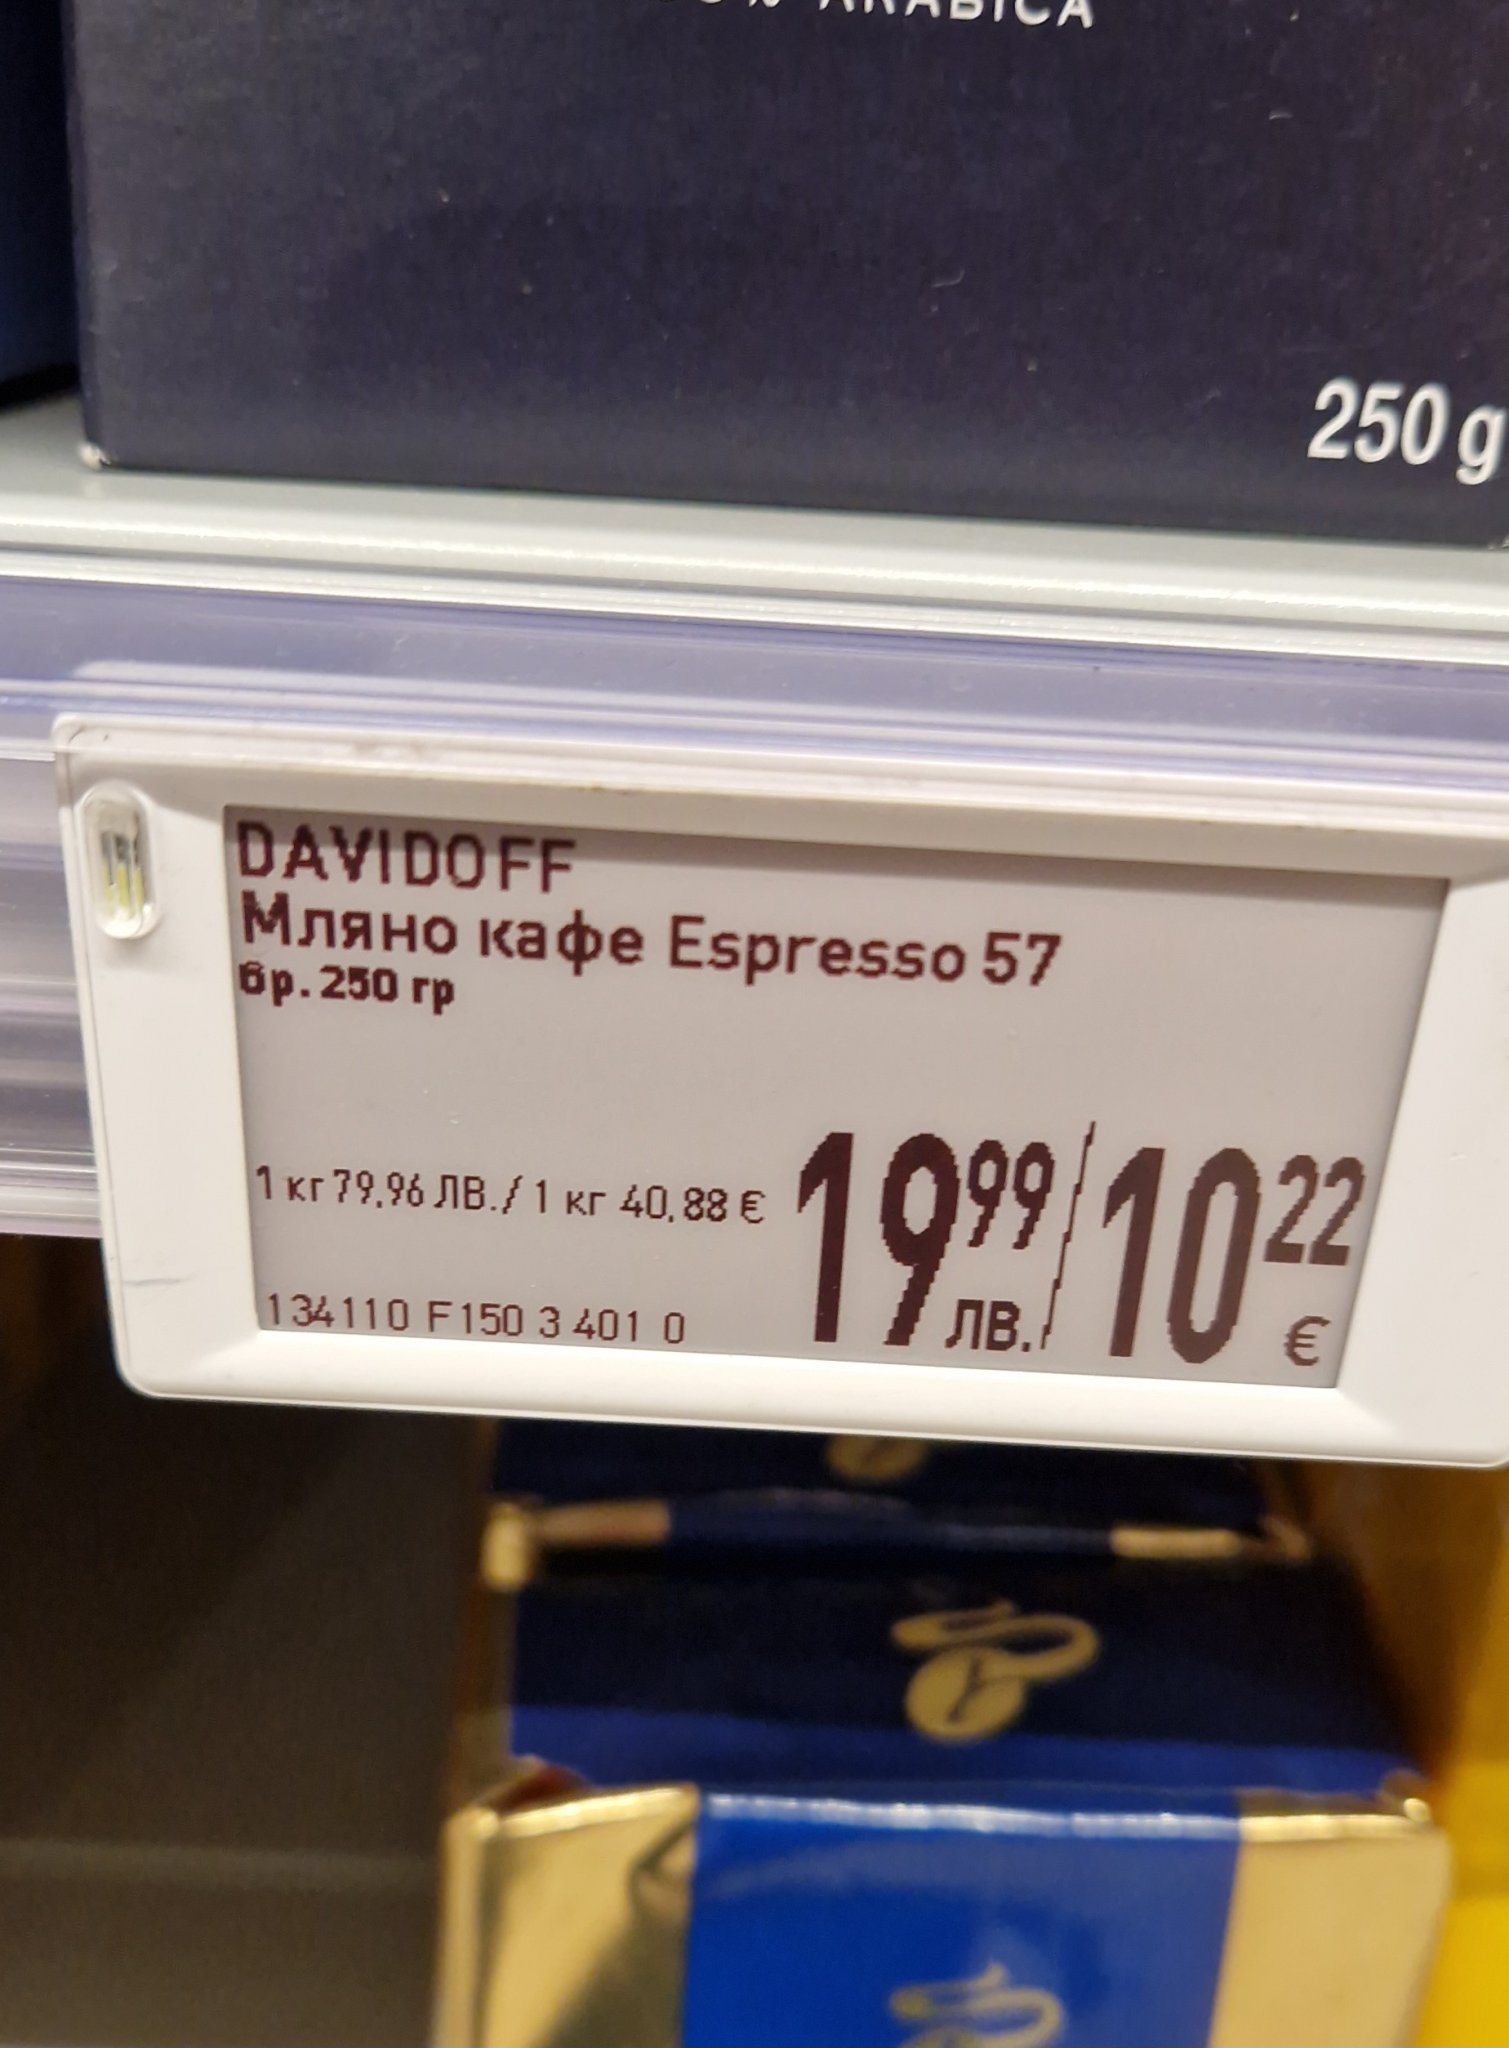 ARABICA
250 g
DAVIDOFF
Мляно кафе Espresso 57
бр. 250 гр
1 кг 79,96 ЛВ. / 1 кг 40,88 €
19 99 ЛВ. / 10 22 €
134110 F150 3 401 0